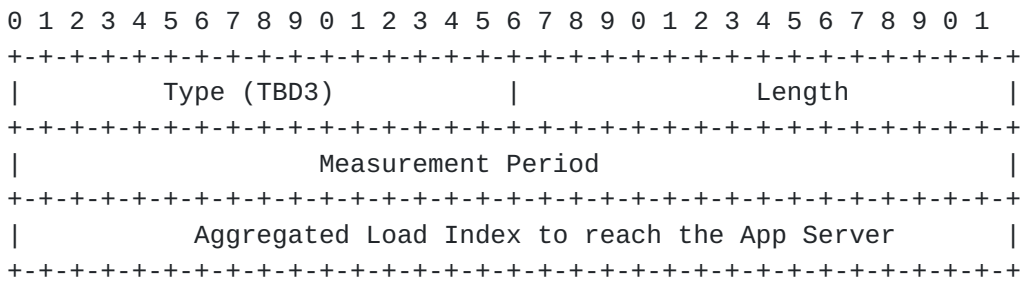 0 1 2 3 4 5 6 7 8 9 0 1 2 3 4 5 6 7 8 9 0 1 2 3 4 5 6 7 8 9 0 1
+-+-+-+-+-+-+-+-+-+-+-+-+-+-+-+-+-+-+-+-+-+-+-+-+-+-+-+-+-+-+-+-+
|         Type (TBD3)           |               Length          |
+-+-+-+-+-+-+-+-+-+-+-+-+-+-+-+-+-+-+-+-+-+-+-+-+-+-+-+-+-+-+-+-+
|                   Measurement Period                          |
+-+-+-+-+-+-+-+-+-+-+-+-+-+-+-+-+-+-+-+-+-+-+-+-+-+-+-+-+-+-+-+-+
|           Aggregated Load Index to reach the App Server       |
+-+-+-+-+-+-+-+-+-+-+-+-+-+-+-+-+-+-+-+-+-+-+-+-+-+-+-+-+-+-+-+-+